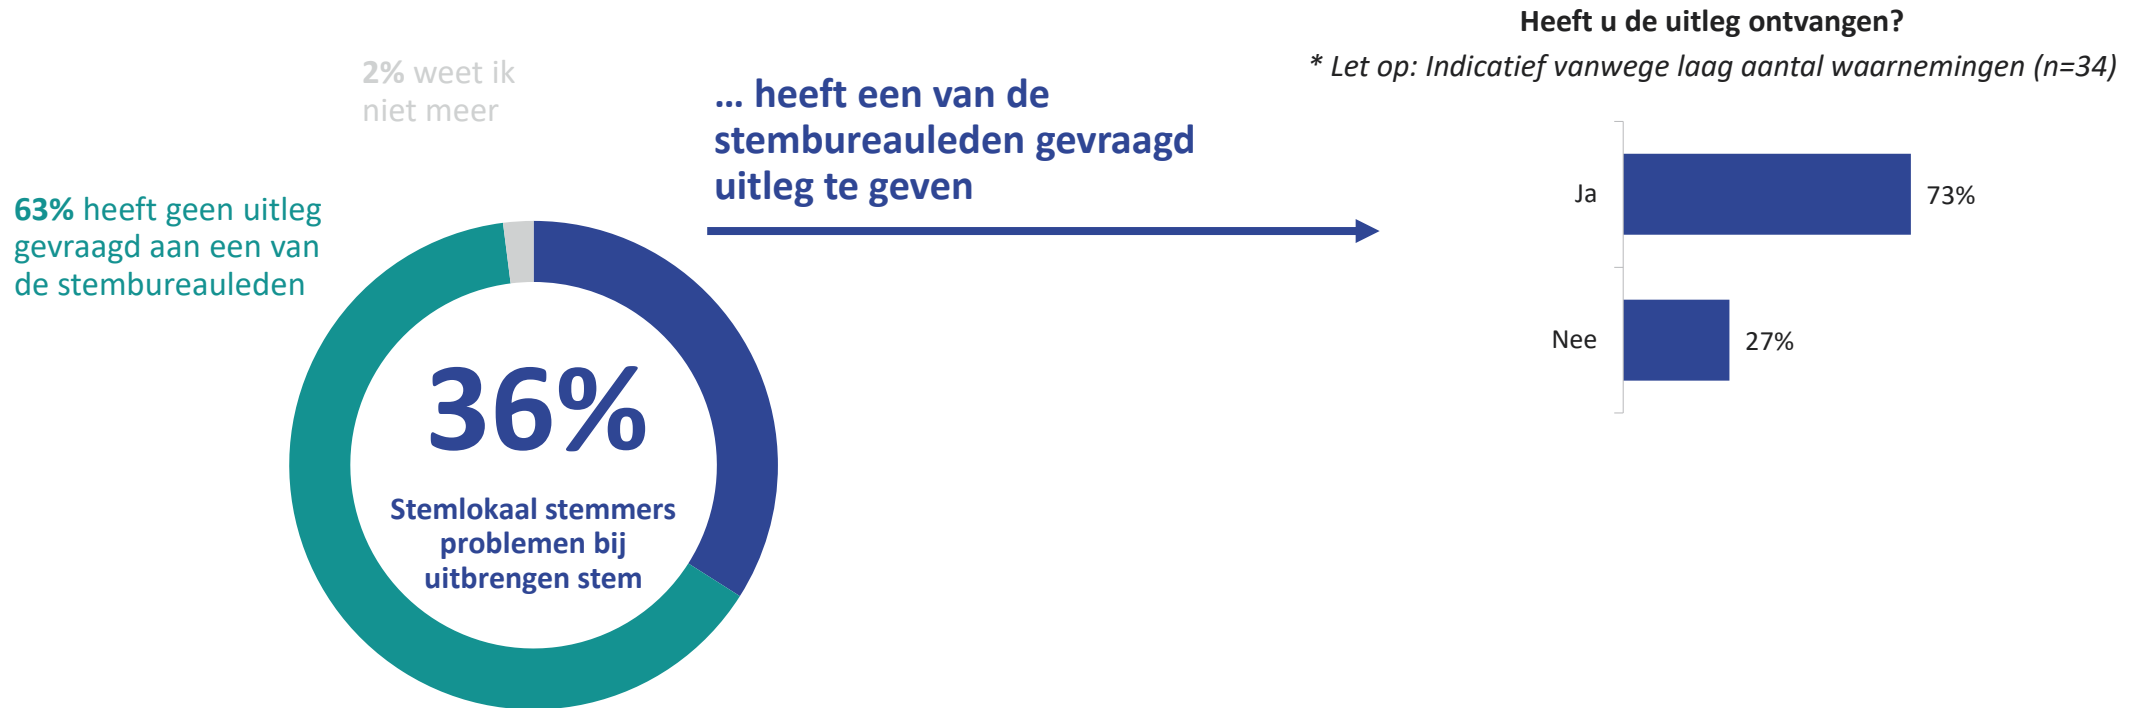 2% weet ik
niet meer
63% heeft geen uitleg
gevraagd aan een van
de stembureauleden
36%
Stemlokaal stemmers
problemen bij
uitbrengen stem
... heeft een van de
stembureauleden gevraagd
uitleg te geven
Heeft u de uitleg ontvangen?
* Let op: Indicatief vanwege laag aantal waarnemingen (n=34)
Ja 73%
Nee 27%